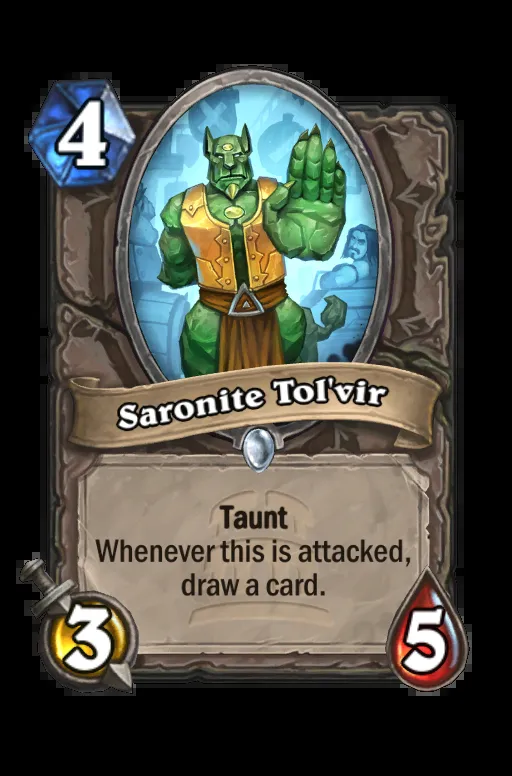 4
Saronite Tol'vir
Taunt
Whenever this is attacked,
draw a card.
3
5